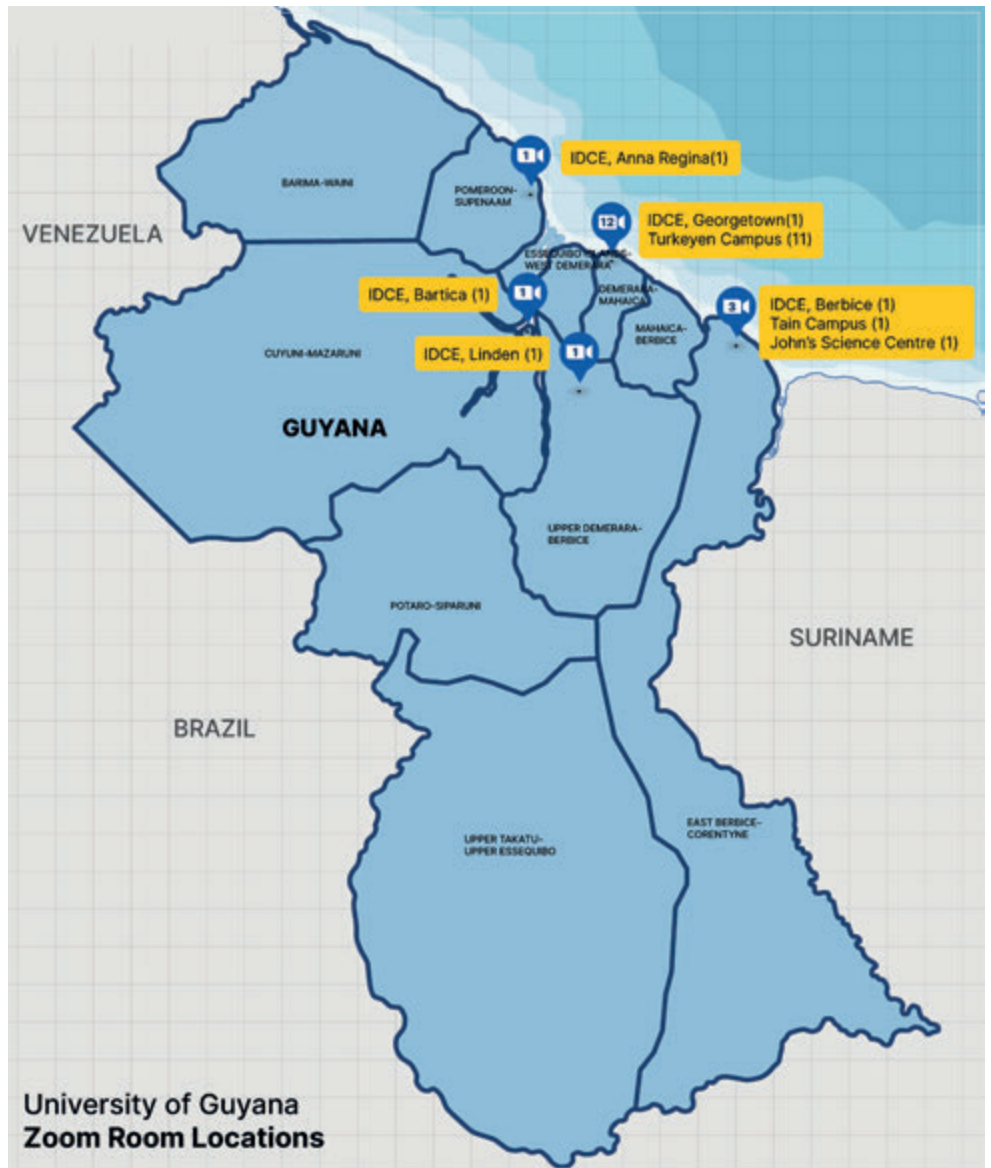 1
IDCE, Anna Regina(1)
BARIMA-WAINI
POMEROON-
SUPENAAM
VENEZUELA
12
IDCE, Georgetown(1)
Turkeyen Campus (11)
WEST DEMERARA
IDCE, Bartica (1)
1
DEMERARA-
MAHAICA
3
IDCE, Berbice (1)
Tain Campus (1)
John's Science Centre (1)
MAHAICA-
BERBICE
CUYUNI-MAZARUNI
IDCE, Linden (1)
1
GUYANA
UPPER DEMERARA-
BERBICE
POTARO-SIPARUNI
SURINAME
BRAZIL
EAST BERBICE-
CORENTYNE
UPPER TAKATU-
UPPER ESSEQUIBO
University of Guyana
Zoom Room Locations